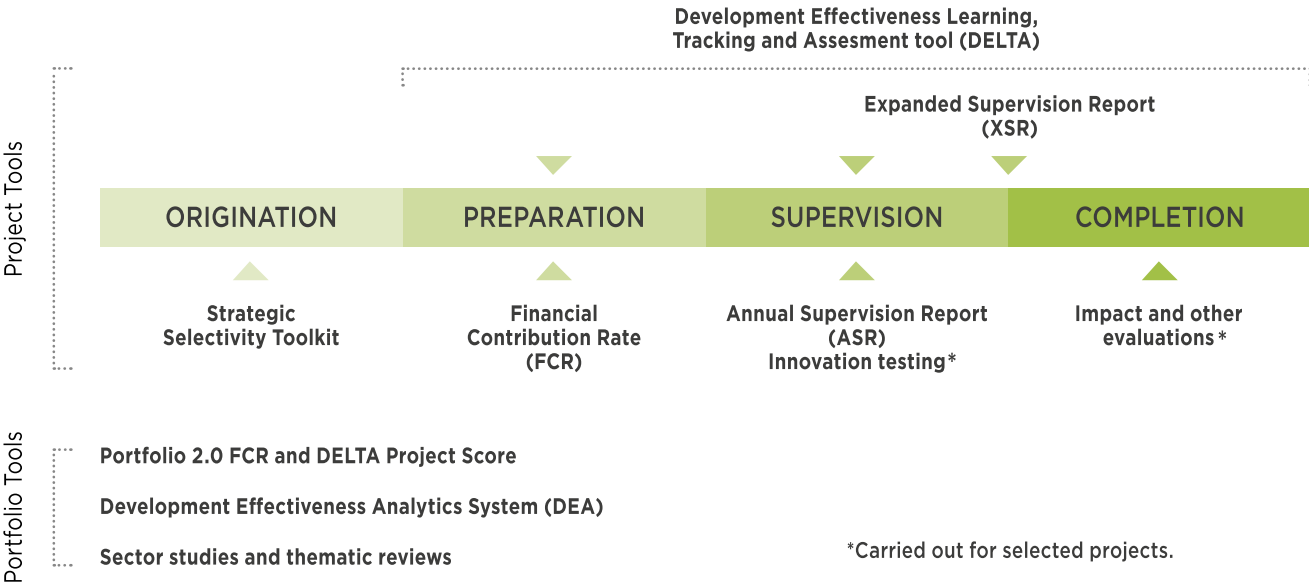 Development Effectiveness Learning,
Tracking and Assesment tool (DELTA)
Project Tools
Expanded Supervision Report
(XSR)
ORIGINATION
PREPARATION
SUPERVISION
COMPLETION
Strategic
Selectivity Toolkit
Financial
Contribution Rate
(FCR)
Annual Supervision Report
(ASR)
Innovation testing*
Impact and other
evaluations*
Portfolio Tools
Portfolio 2.0 FCR and DELTA Project Score
Development Effectiveness Analytics System (DEA)
Sector studies and thematic reviews
*Carried out for selected projects.